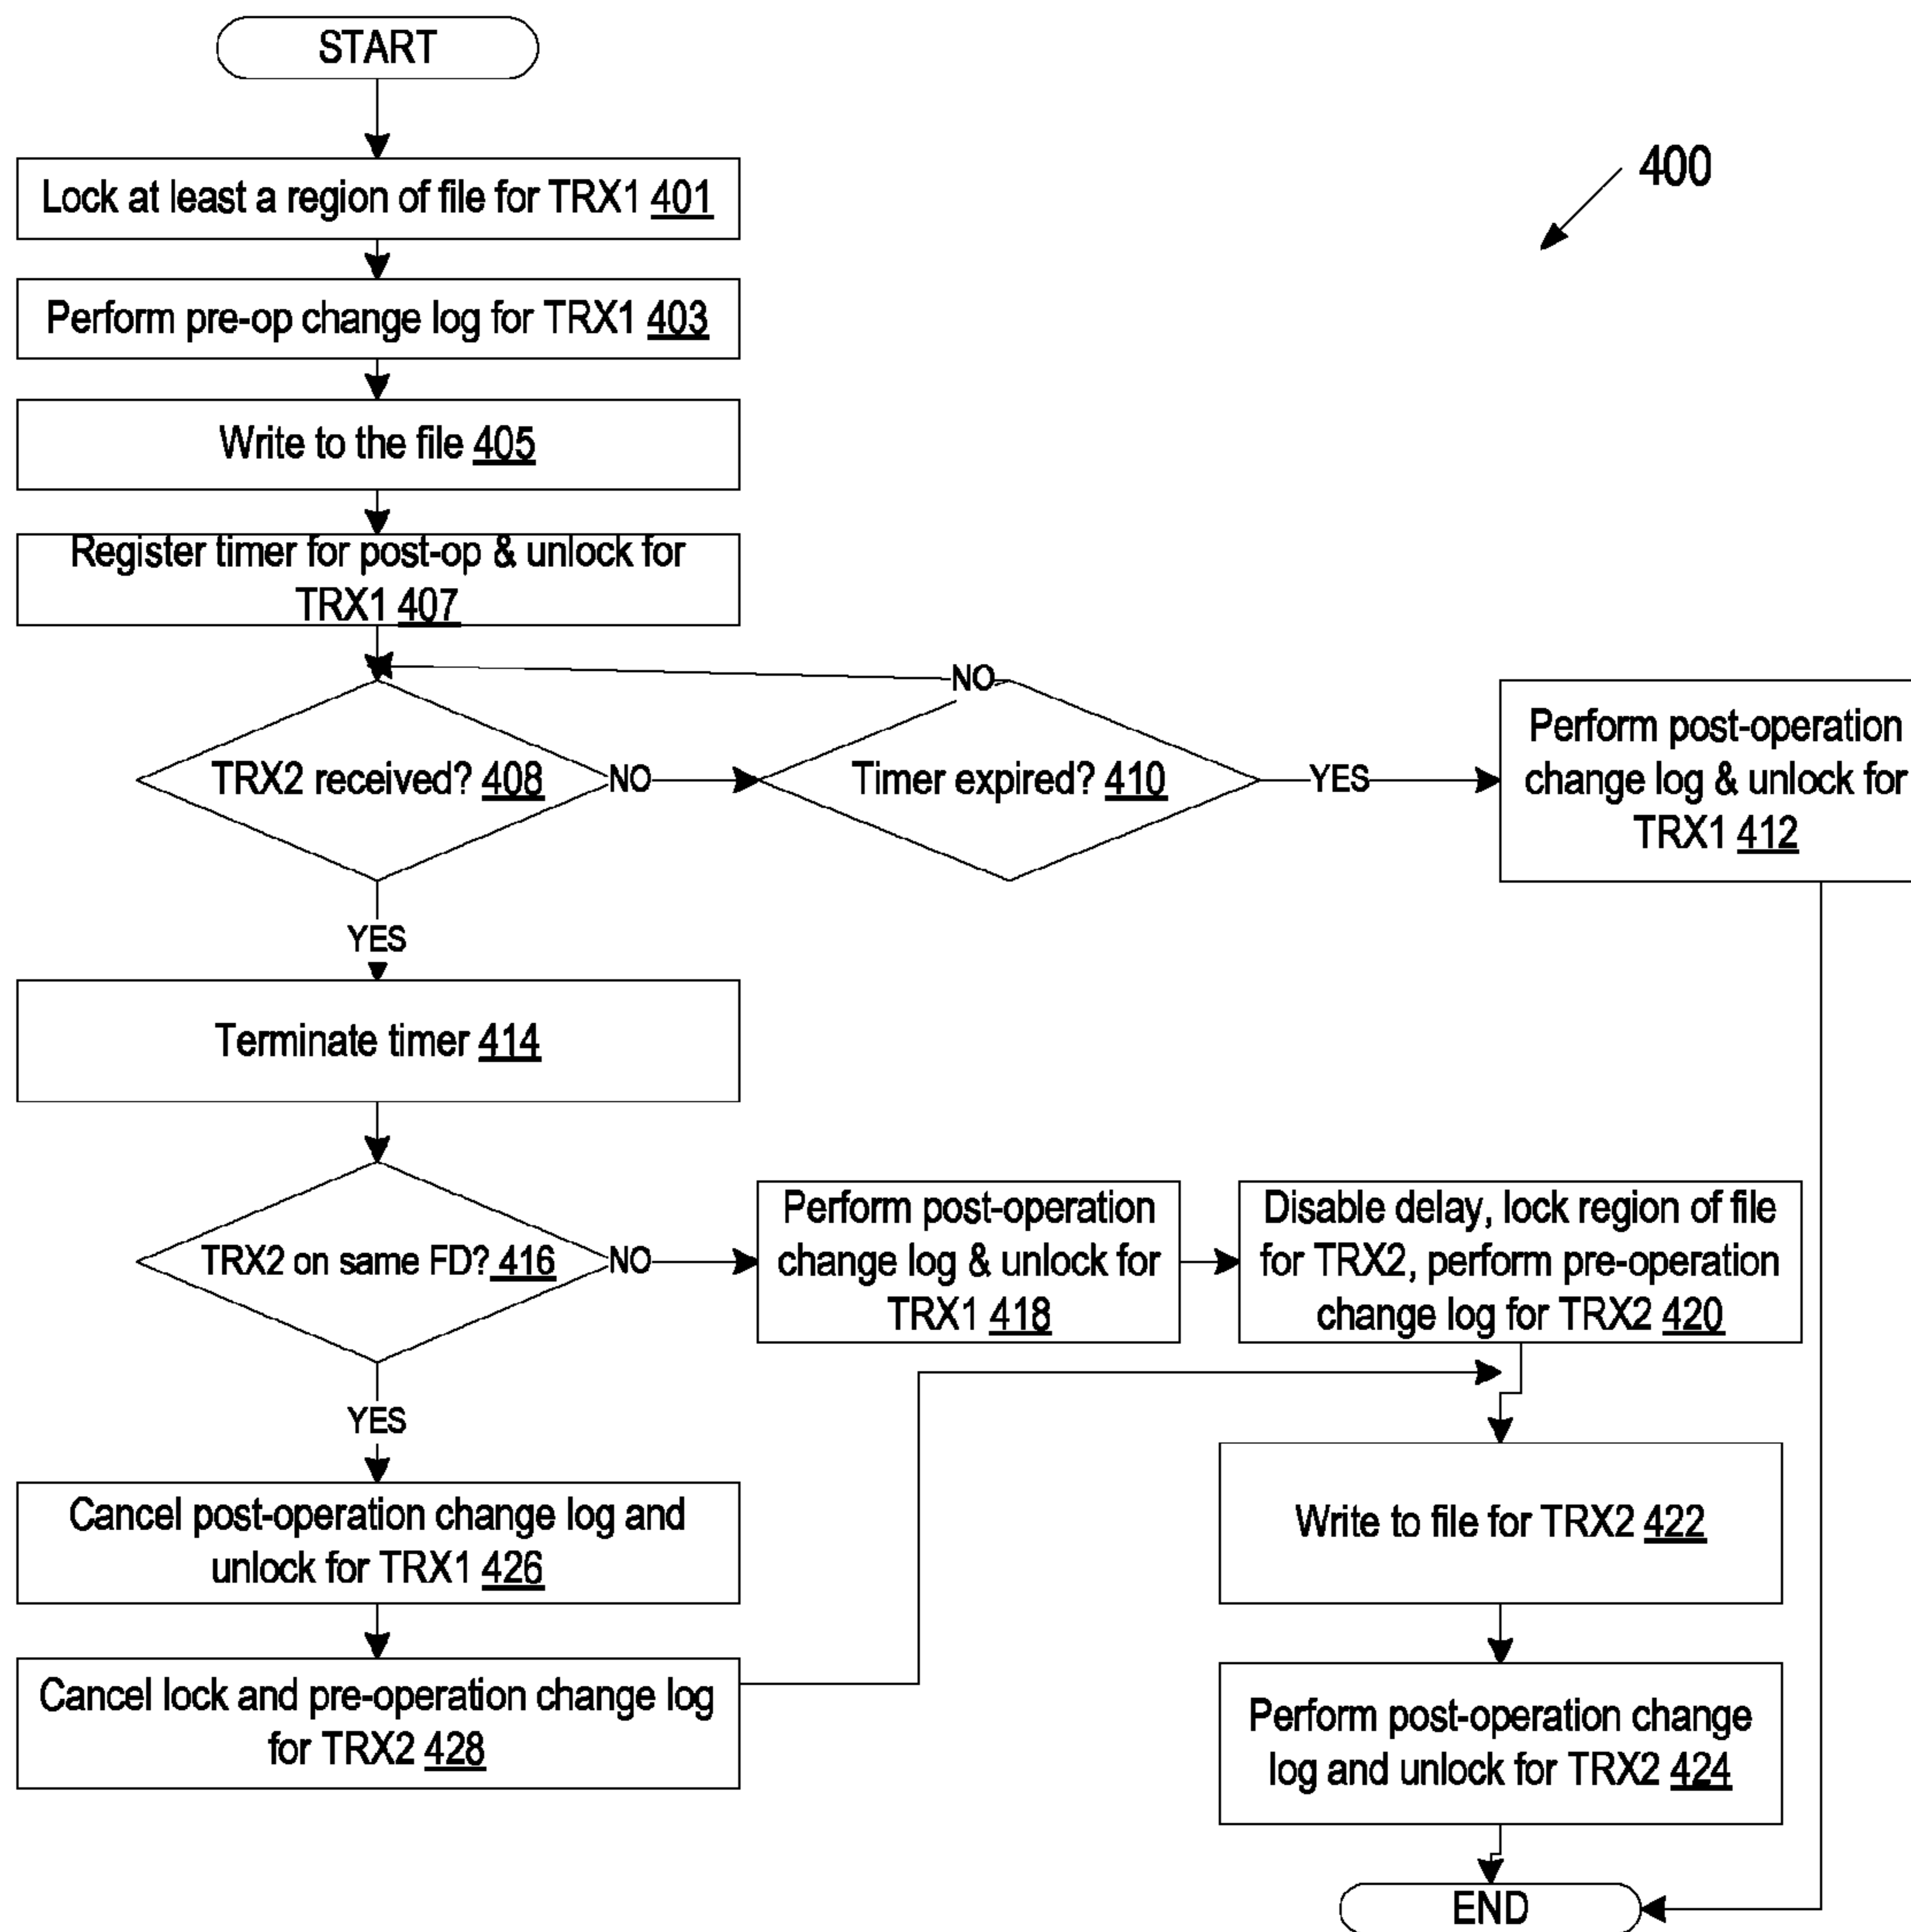 START
400
Lock at least a region of file for TRX1 401
Perform pre-op change log for TRX1 403
Write to the file 405
Register timer for post-op & unlock for
TRX1 407
TRX2 received? 408
NO
Timer expired? 410
NO
YES
Perform post-operation
change log & unlock for
TRX1 412
YES
Terminate timer 414
TRX2 on same FD? 416
NO
Perform post-operation
change log & unlock for
TRX1 418
Disable delay, lock region of file
for TRX2, perform pre-operation
change log for TRX2 420
YES
Cancel post-operation change log and
unlock for TRX1 426
Cancel lock and pre-operation change log
for TRX2 428
Write to file for TRX2 422
Perform post-operation change
log and unlock for TRX2 424
END